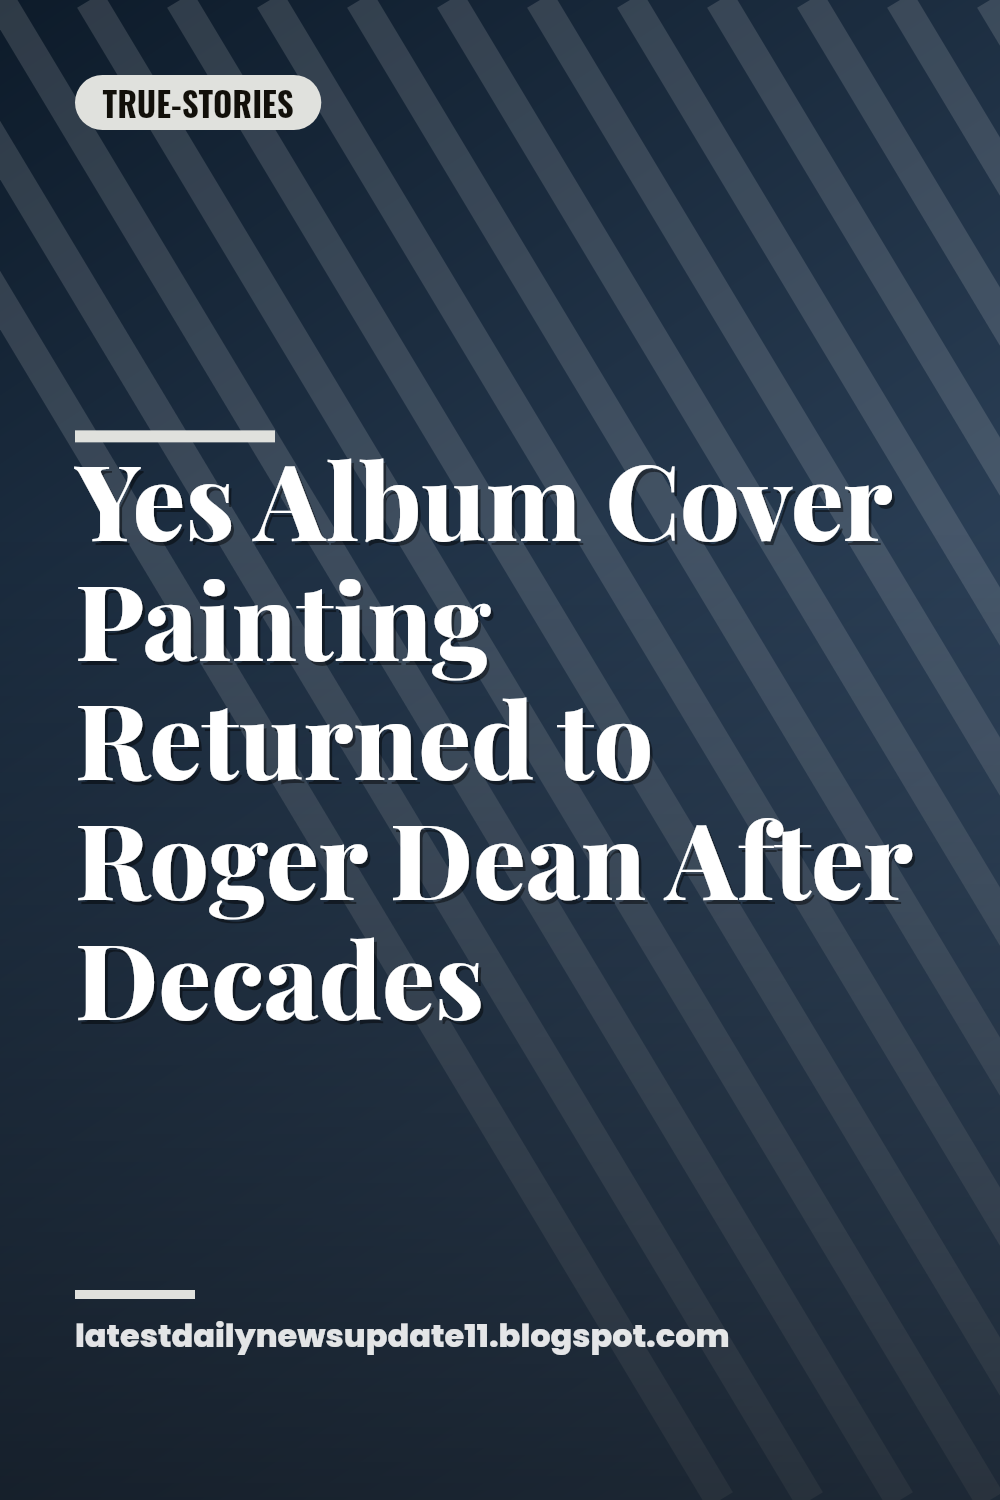 TRUE-STORIES
Yes Album Cover
Painting
Returned to
Roger Dean After
Decades
latestdailynewsupdate11.blogspot.com